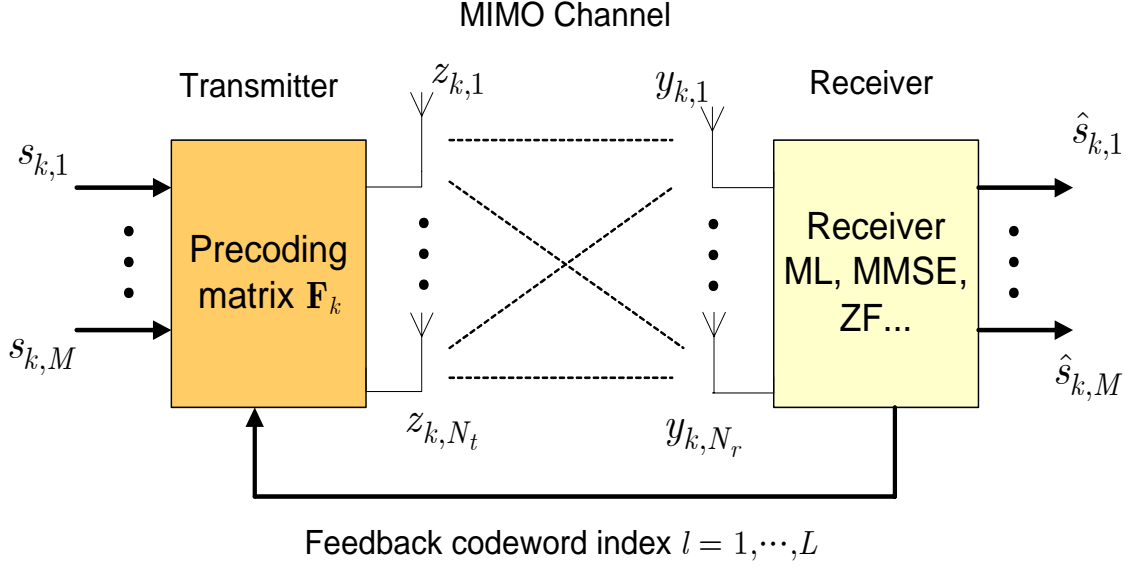 MIMO Channel
Transmitter
Receiver
z_{k,1}
y_{k,1}
s_{k,1}
ŝ_{k,1}
Precoding
matrix F_k
Receiver
ML, MMSE,
ZF...
s_{k,M}
ŝ_{k,M}
z_{k,N_t}
y_{k,N_r}
Feedback codeword index l = 1,⋯,L